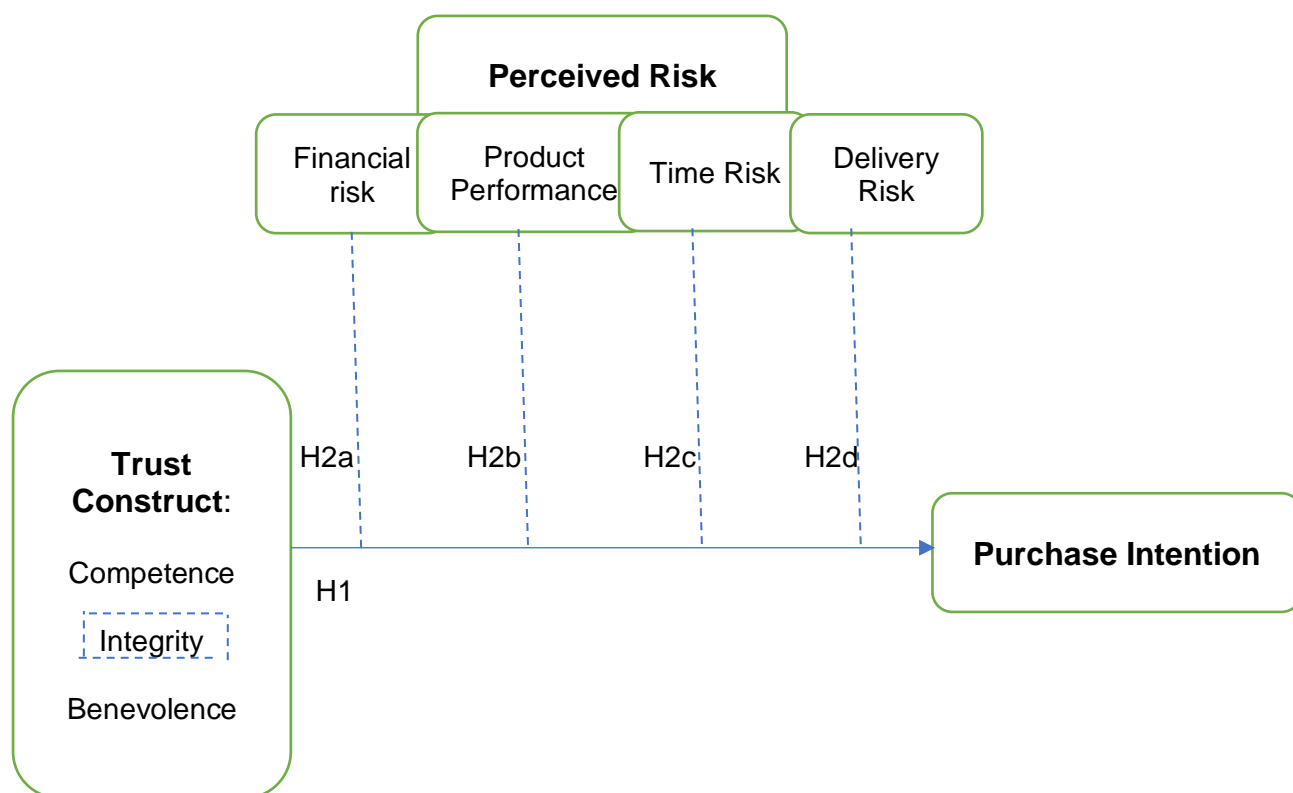 Perceived Risk
Financial
risk
Product
Performance
Time Risk
Delivery
Risk
H2a
H2b
H2c
H2d
Trust
Construct:
Competence
Integrity
Benevolence
H1
Purchase Intention